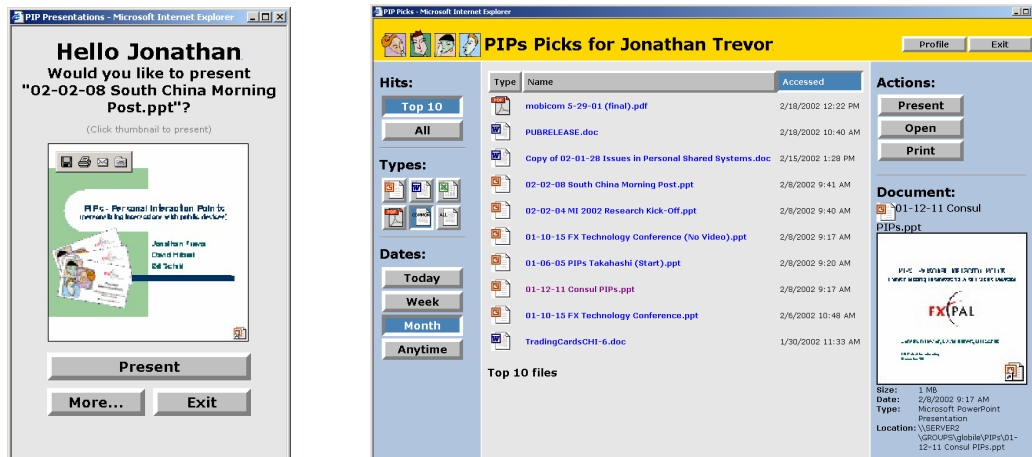 PIP Presentations - Microsoft Internet Explorer
Hello Jonathan
Would you like to present
"02-02-08 South China Morning
Post.ppt"?
(Click thumbnail to present)
PIPs - Personal Interaction Points
(personalizing interactions with public devices)
Jonathan Trevor
David Hilbert
Present
More...
Exit
PIP Picks - Microsoft Internet Explorer
PIPs Picks for Jonathan Trevor
Profile
Exit
Hits:
Top 10
All
Types:
PDF
COMMON
ALL
Dates:
Today
Week
Month
Anytime
Type Name Accessed
mobicom 5-29-01 (final).pdf 2/18/2002 12:22 PM
PUBRELEASE.doc 2/18/2002 10:40 AM
Copy of 02-01-28 Issues in Personal Shared Systems.doc 2/15/2002 1:28 PM
02-02-08 South China Morning Post.ppt 2/8/2002 9:41 AM
02-02-04 MI 2002 Research Kick-Off.ppt 2/8/2002 9:40 AM
01-10-15 FX Technology Conference (No Video).ppt 2/8/2002 9:17 AM
01-06-05 PIPs Takahashi (Start).ppt 2/8/2002 9:20 AM
01-12-11 Consul PIPs.ppt 2/8/2002 9:17 AM
01-10-15 FX Technology Conference.ppt 2/6/2002 10:48 AM
TradingCardsCHI-6.doc 1/30/2002 11:33 AM
Top 10 files
Actions:
Present
Open
Print
Document:
01-12-11 Consul
PIPs.ppt
FXPAL
Size: 1 MB
Date: 2/8/2002 9:17 AM
Type: Microsoft PowerPoint
Presentation
Location: \\SERVER2
\GROUPS\globile\PIPs\01-
12-11 Consul PIPs.ppt